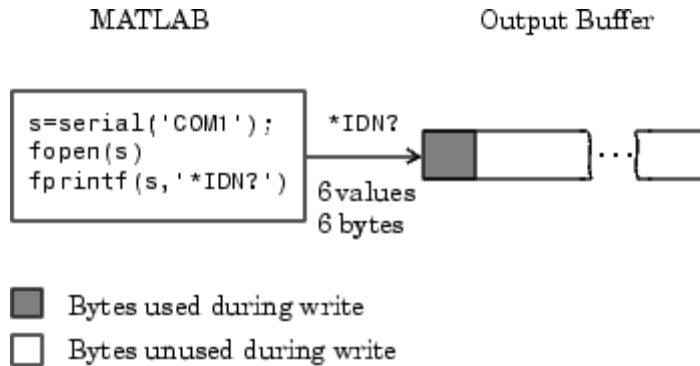 MATLAB
Output Buffer
s=serial('COM1');
fopen(s)
fprintf(s,'*IDN?')
*IDN?
6 values
6 bytes
...
Bytes used during write
Bytes unused during write